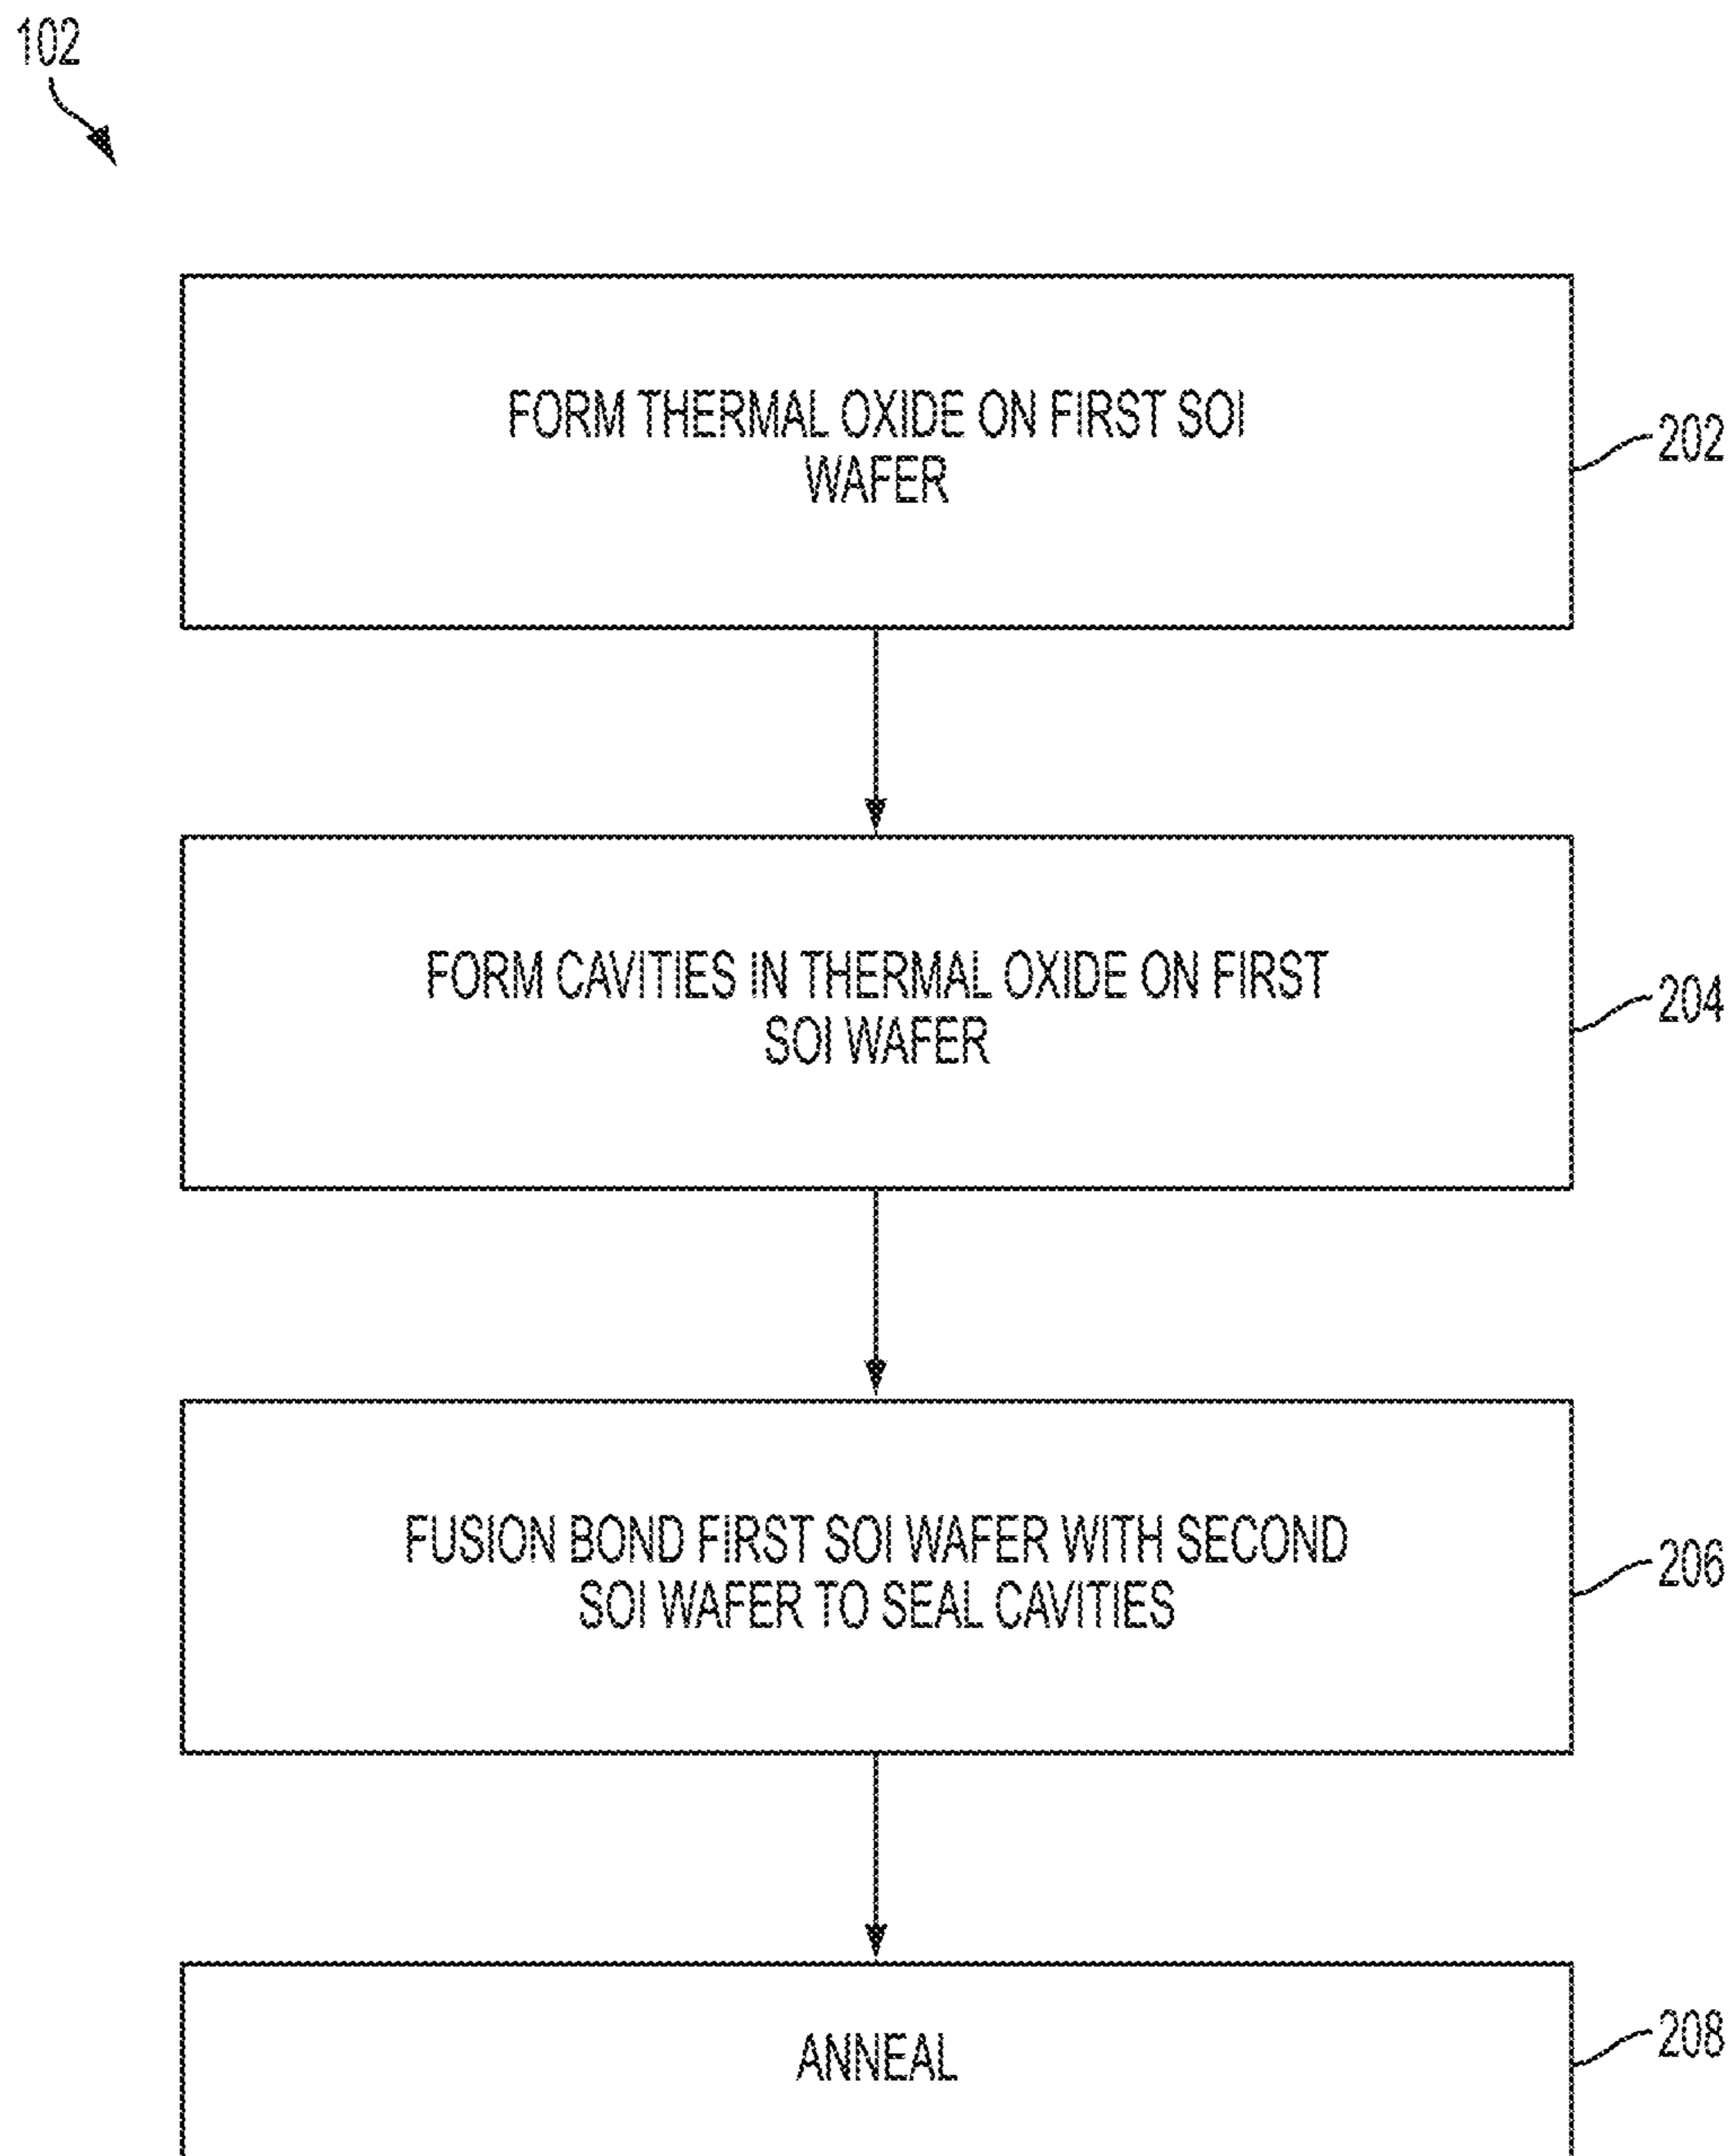 102
FORM THERMAL OXIDE ON FIRST SOI
WAFER
202
FORM CAVITIES IN THERMAL OXIDE ON FIRST
SOI WAFER
204
FUSION BOND FIRST SOI WAFER WITH SECOND
SOI WAFER TO SEAL CAVITIES
206
ANNEAL
208